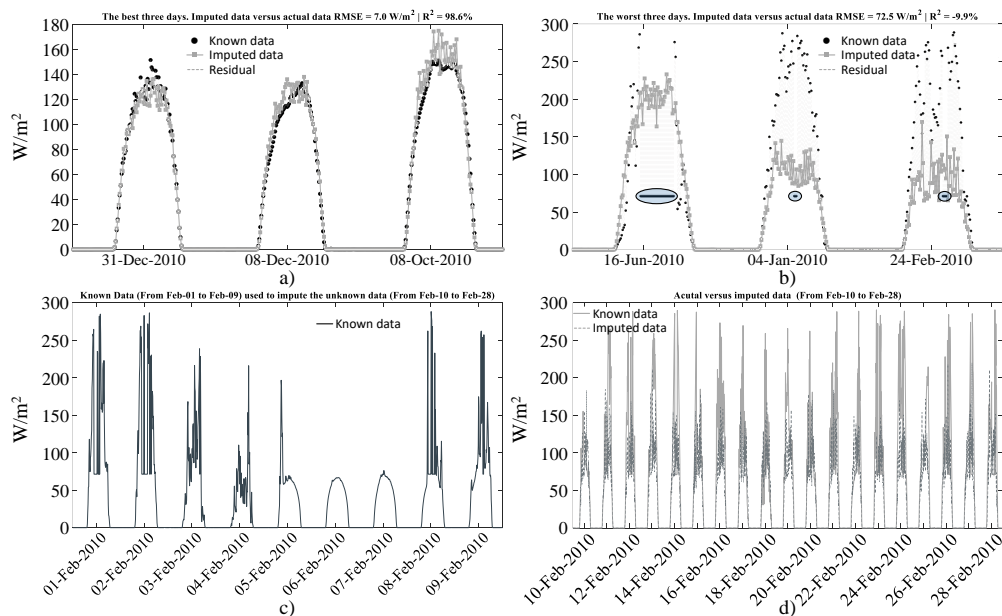 The best three days. Imputed data versus actual data RMSE = 7.0 W/m² | R² = 98.6%
180
160
140
120
100
80
60
40
20
0
W/m²
Known data
Imputed data
Residual
31-Dec-2010
08-Dec-2010
08-Oct-2010
a)
The worst three days. Imputed data versus actual data RMSE = 72.5 W/m² | R² = -9.9%
300
250
200
150
100
50
0
W/m²
Known data
Imputed data
Residual
16-Jun-2010
04-Jan-2010
24-Feb-2010
b)
Known Data (From Feb-01 to Feb-09) used to impute the unknown data (From Feb-10 to Feb-28)
300
250
200
150
100
50
0
W/m²
Known data
01-Feb-2010
02-Feb-2010
03-Feb-2010
04-Feb-2010
05-Feb-2010
06-Feb-2010
07-Feb-2010
08-Feb-2010
09-Feb-2010
c)
Acutal versus imputed data (From Feb-10 to Feb-28)
300
250
200
150
100
50
0
W/m²
Known data
Imputed data
10-Feb-2010
12-Feb-2010
14-Feb-2010
16-Feb-2010
18-Feb-2010
20-Feb-2010
22-Feb-2010
24-Feb-2010
26-Feb-2010
28-Feb-2010
d)